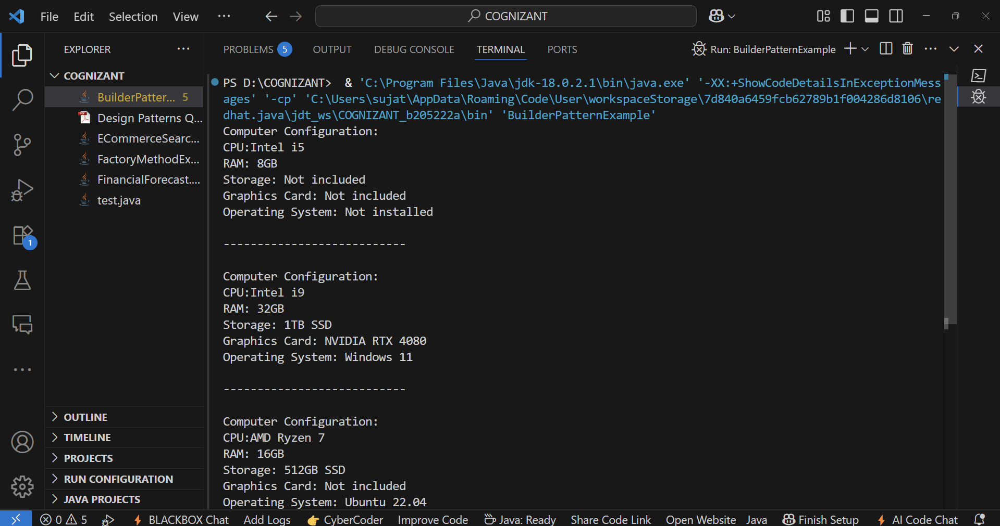 File Edit Selection View ··· COGNIZANT
EXPLORER ···
COGNIZANT
BuilderPatter... 5
Design Patterns Q...
ECommerceSearc...
FactoryMethodEx...
FinancialForecast....
test.java
1
OUTLINE
TIMELINE
PROJECTS
RUN CONFIGURATION
JAVA PROJECTS
PROBLEMS 5 OUTPUT DEBUG CONSOLE TERMINAL PORTS Run: BuilderPatternExample
PS D:\COGNIZANT>  & 'C:\Program Files\Java\jdk-18.0.2.1\bin\java.exe' '-XX:+ShowCodeDetailsInExceptionMess
ages' '-cp' 'C:\Users\sujat\AppData\Roaming\Code\User\workspaceStorage\7d840a6459fcb62789b1f004286d8106\re
dhat.java\jdt_ws\COGNIZANT_b205222a\bin' 'BuilderPatternExample'
Computer Configuration:
CPU:Intel i5
RAM: 8GB
Storage: Not included
Graphics Card: Not included
Operating System: Not installed
---------------------------
Computer Configuration:
CPU:Intel i9
RAM: 32GB
Storage: 1TB SSD
Graphics Card: NVIDIA RTX 4080
Operating System: Windows 11
---------------------------
Computer Configuration:
CPU:AMD Ryzen 7
RAM: 16GB
Storage: 512GB SSD
Graphics Card: Not included
Operating System: Ubuntu 22.04
0 5 BLACKBOX Chat Add Logs CyberCoder Improve Code Java: Ready Share Code Link Open Website Java Finish Setup AI Code Chat